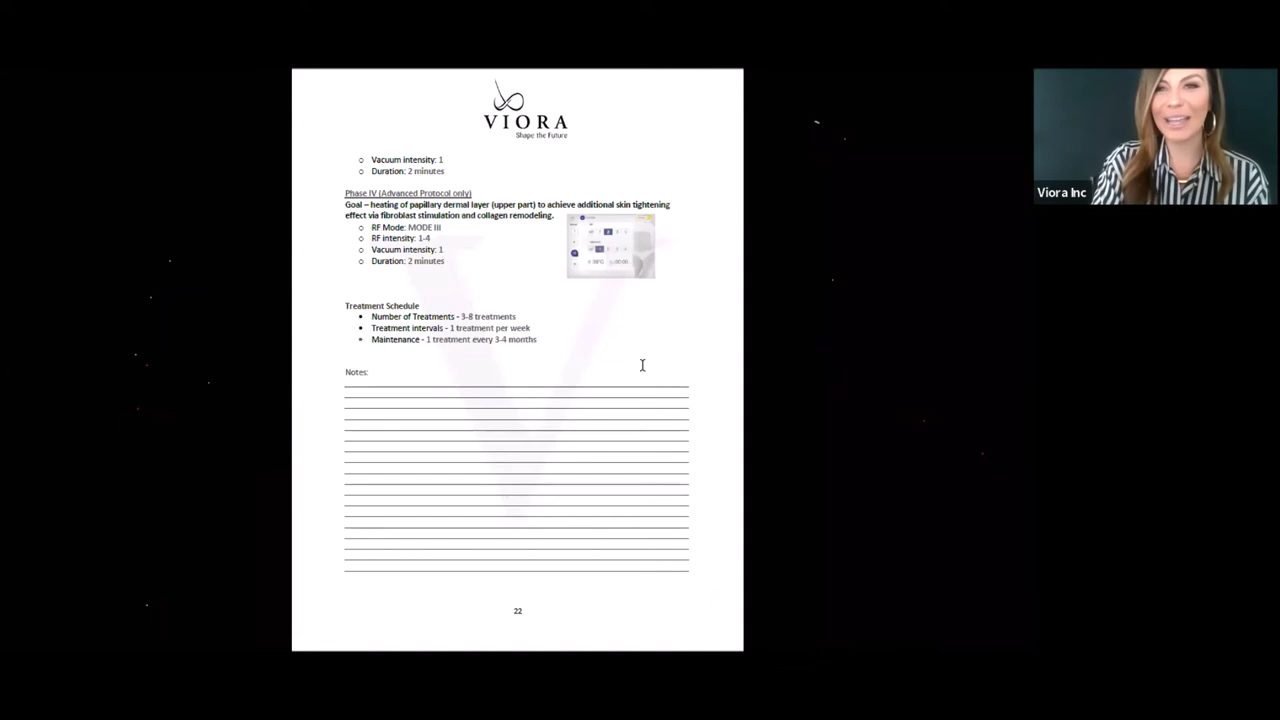 VIORA
Shape the Future
Vacuum intensity: 1
Duration: 2 minutes
Phase IV (Advanced Protocol only)
Goal – heating of papillary dermal layer (upper part) to achieve additional skin tightening
effect via fibroblast stimulation and collagen remodeling.
RF Mode: MODE III
RF intensity: 1-4
Vacuum intensity: 1
Duration: 2 minutes
Treatment Schedule
Number of Treatments - 3-8 treatments
Treatment intervals - 1 treatment per week
Maintenance - 1 treatment every 3-4 months
Notes:
22
Viora Inc